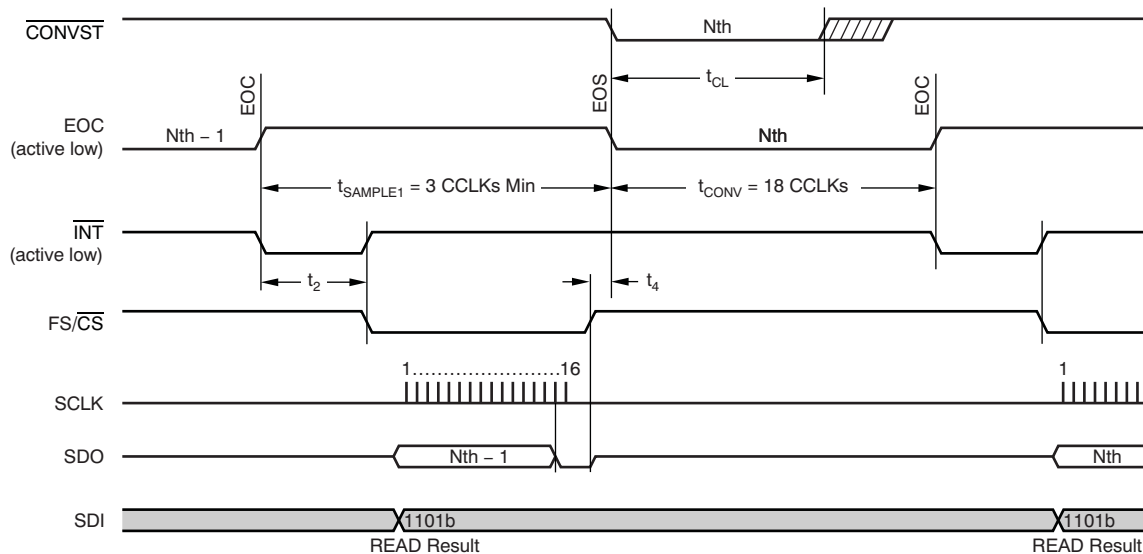 CONVST
Nth
tCL
EOC
EOS
EOC
EOC
(active low)
Nth − 1
Nth
tSAMPLE1 = 3 CCLKs Min
tCONV = 18 CCLKs
INT
(active low)
t2
t4
FS/CS
1.......................16
1
SCLK
SDO
Nth − 1
Nth
SDI
1101b
1101b
READ Result
READ Result